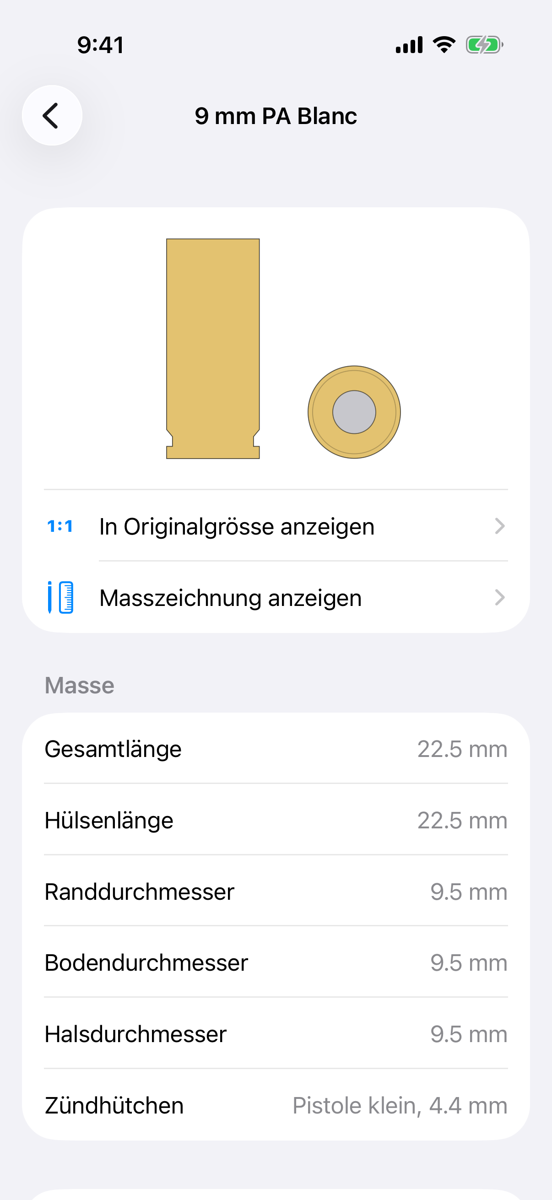 9:41
9 mm PA Blanc
1:1 In Originalgrösse anzeigen
Masszeichnung anzeigen
Masse
Gesamtlänge 22.5 mm
Hülsenlänge 22.5 mm
Randdurchmesser 9.5 mm
Bodendurchmesser 9.5 mm
Halsdurchmesser 9.5 mm
Zündhütchen Pistole klein, 4.4 mm